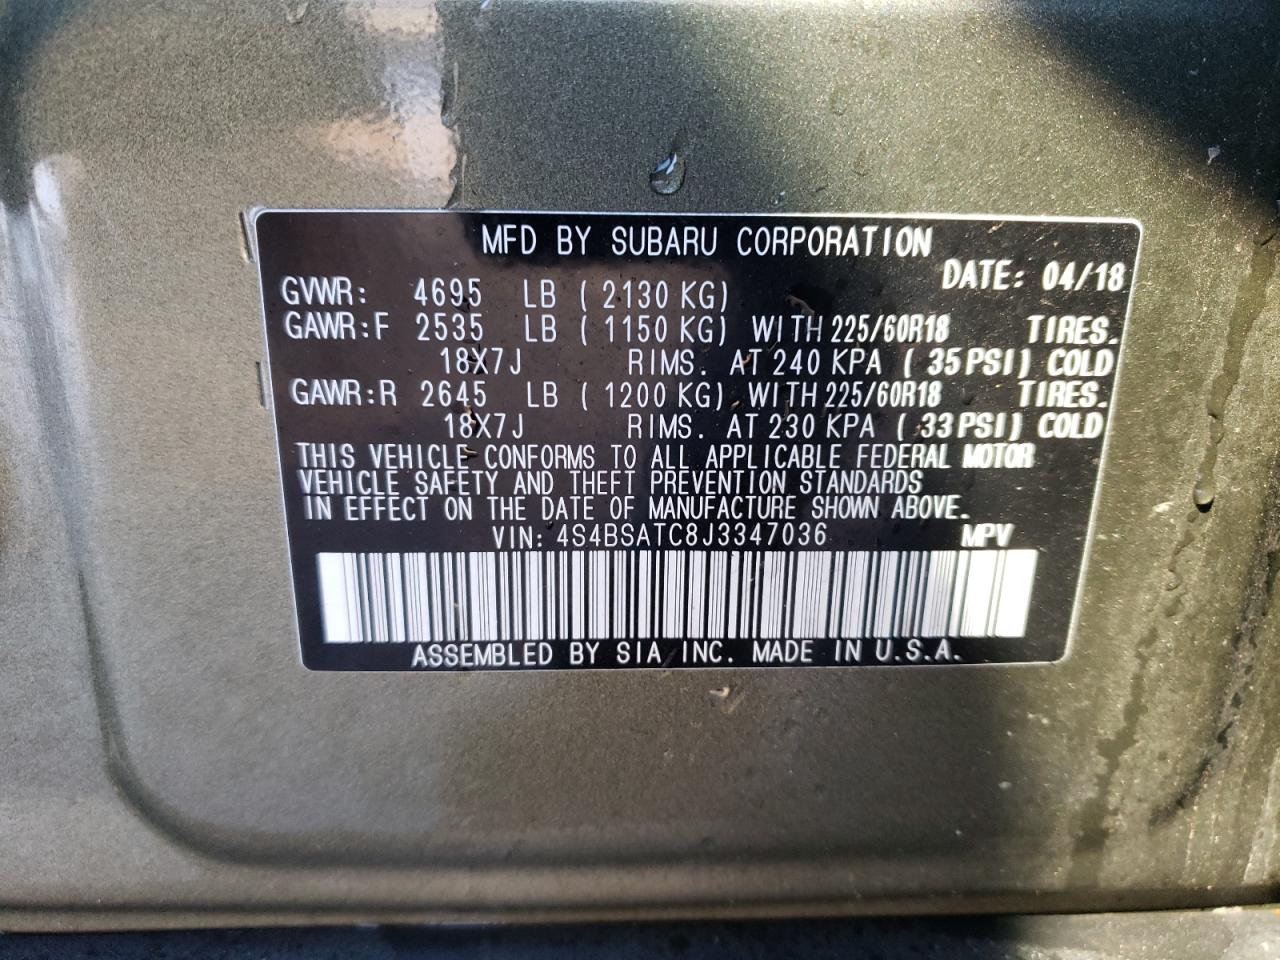 MFD BY SUBARU CORPORATION
DATE: 04/18
GVWR: 4695 LB ( 2130 KG)
GAWR:F 2535 LB ( 1150 KG) WITH 225/60R18 TIRES.
18X7J RIMS. AT 240 KPA ( 35 PSI) COLD
GAWR:R 2645 LB ( 1200 KG) WITH 225/60R18 TIRES.
18X7J RIMS. AT 230 KPA ( 33 PSI) COLD
THIS VEHICLE CONFORMS TO ALL APPLICABLE FEDERAL MOTOR
VEHICLE SAFETY AND THEFT PREVENTION STANDARDS
IN EFFECT ON THE DATE OF MANUFACTURE SHOWN ABOVE.
VIN: 4S4BSATC8J3347036 MPV
ASSEMBLED BY SIA INC. MADE IN U.S.A.